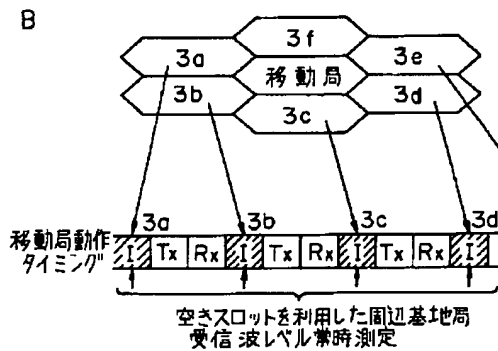 B
3f
3a 3e
移動局
3b 3d
3c
3a 3b 3c 3d
移動局動作
タイミング
I Tx Rx I Tx Rx I Tx Rx I
空きスロットを利用した周辺基地局
受信波レベル常時測定